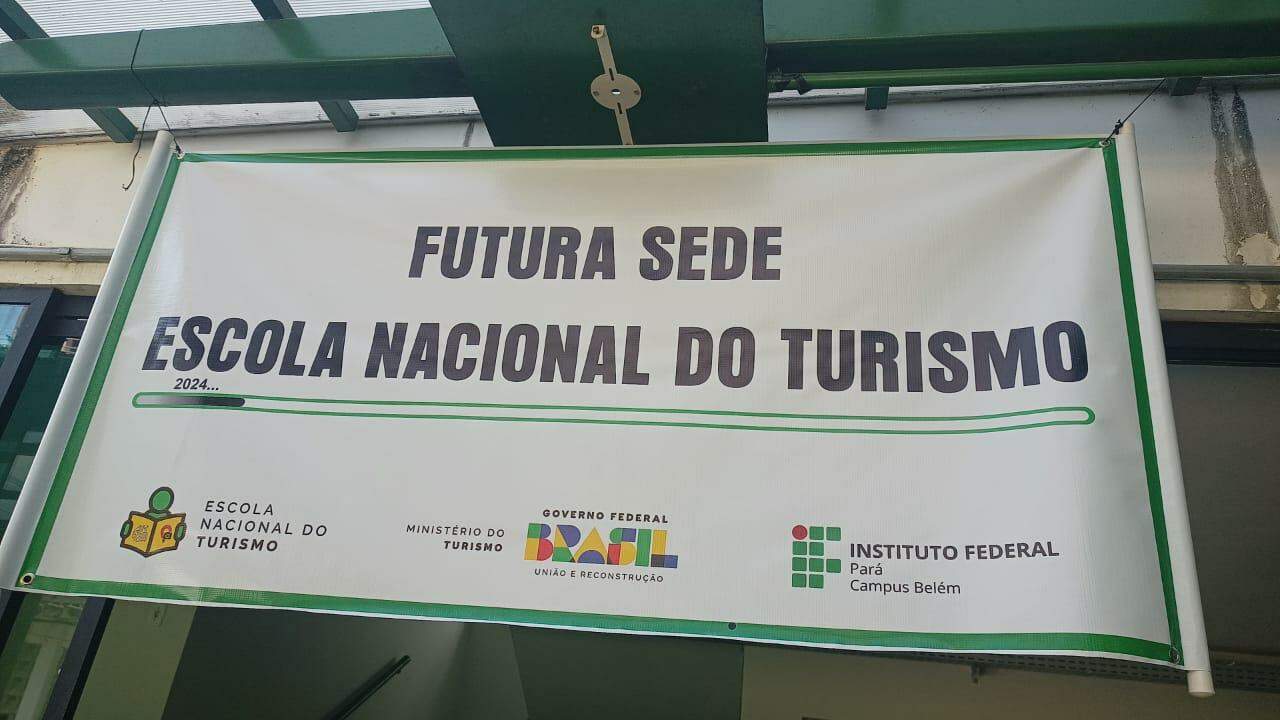 FUTURA SEDE
ESCOLA NACIONAL DO TURISMO
2024...
ESCOLA
NACIONAL DO
TURISMO
MINISTÉRIO DO
TURISMO
GOVERNO FEDERAL
BRASIL
UNIÃO E RECONSTRUÇÃO
INSTITUTO FEDERAL
Pará
Campus Belém